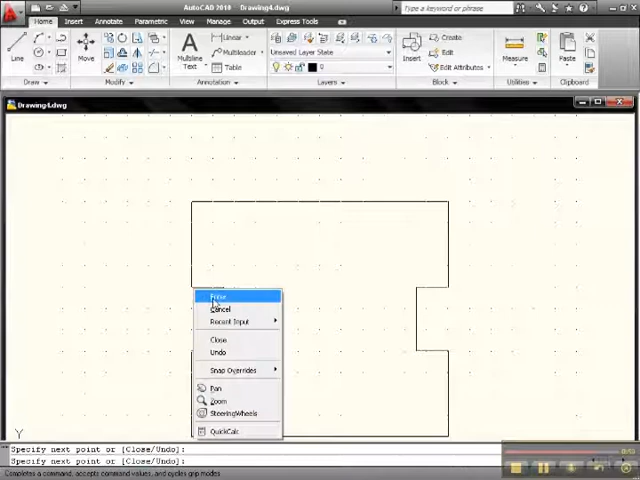 AutoCAD 2010 Drawing4.dwg
Type a keyword or phrase
Home Insert Annotate Parametric View Manage Output Express Tools
Line
Move
Multiline
Text
Linear
Multileader
Table
Unsaved Layer State
0
Insert
Create
Edit
Edit Attributes
Measure
Paste
Draw Modify Annotation Layers Block Utilities Clipboard
Drawing4.dwg
Enter
Cancel
Recent Input
Close
Undo
Snap Overrides
Pan
Zoom
SteeringWheels
QuickCalc
Y
Specify next point or [Close/Undo]:
Specify next point or [Close/Undo]:
Completes a command, accepts command values, and cycles grip modes